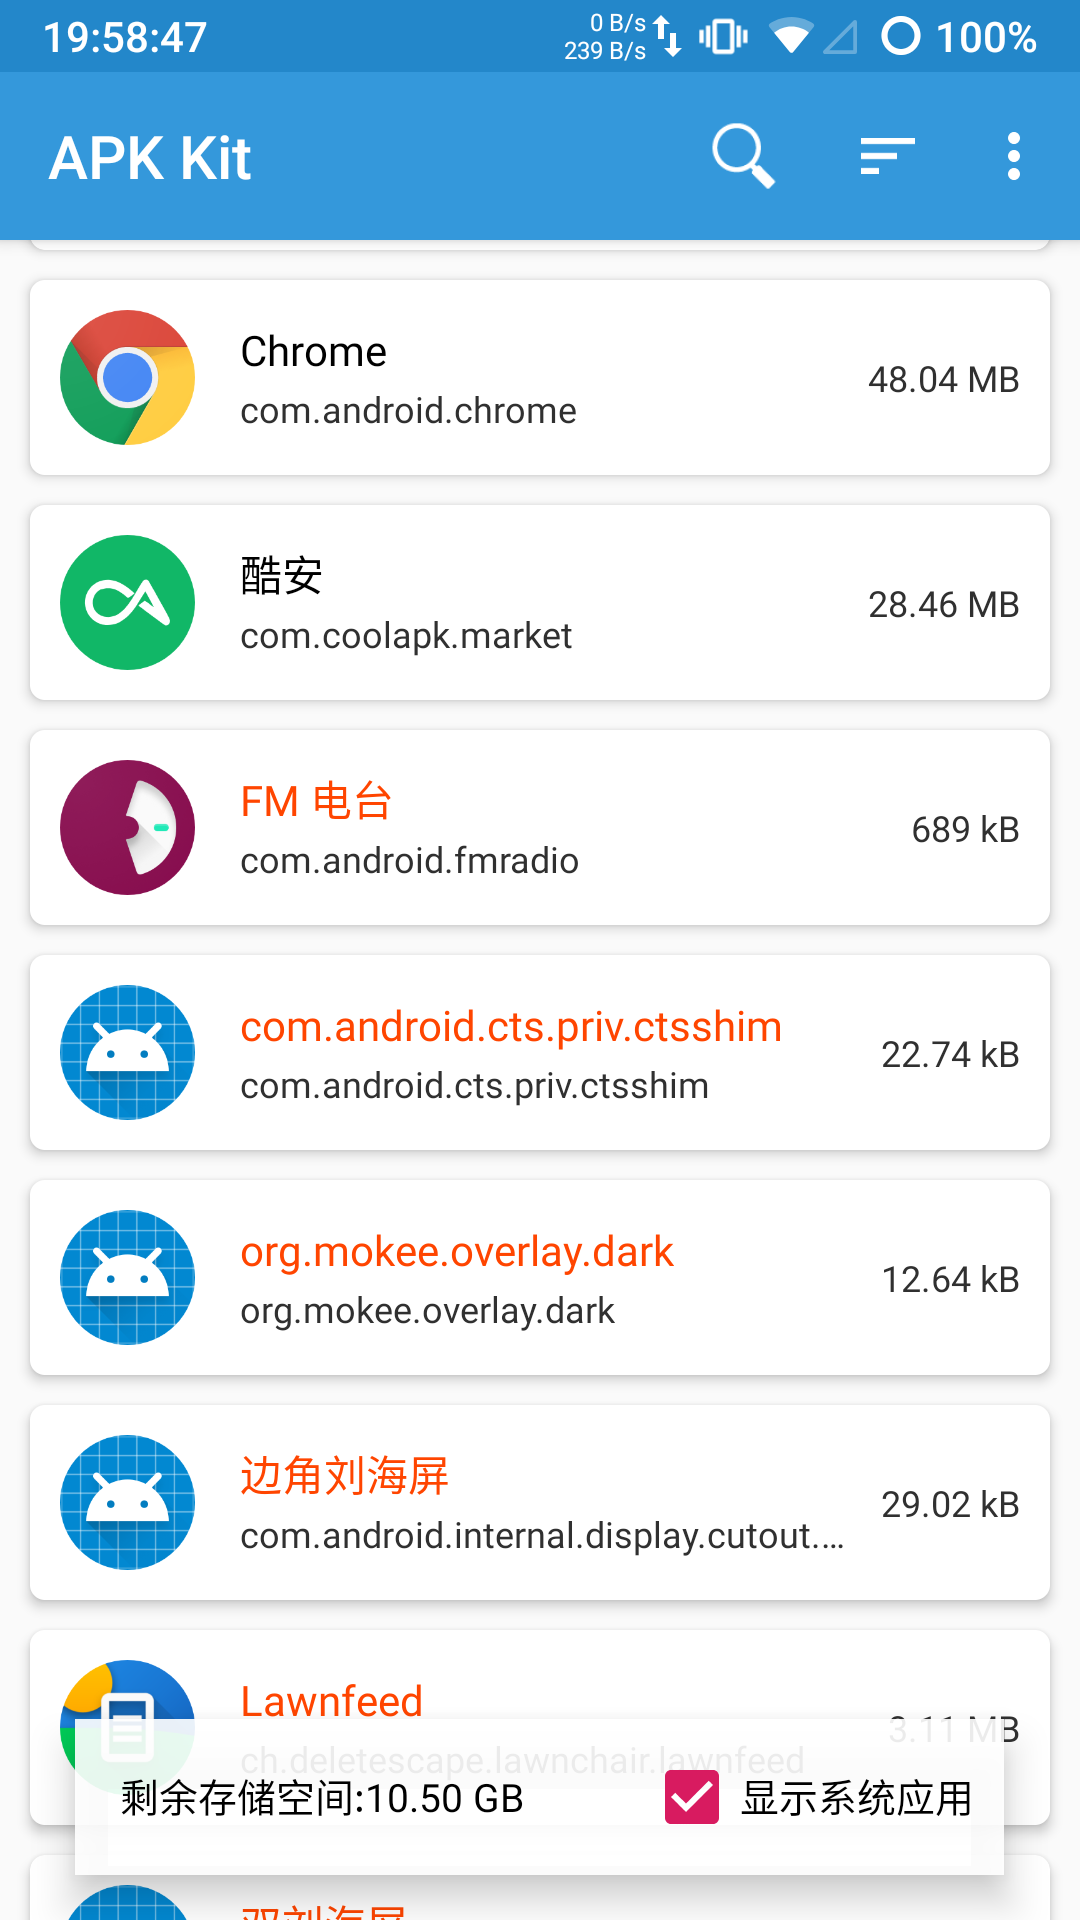 19:58:47
0 B/s
239 B/s
100%
APK Kit
Chrome
com.android.chrome
48.04 MB
酷安
com.coolapk.market
28.46 MB
FM 电台
com.android.fmradio
689 kB
com.android.cts.priv.ctsshim
com.android.cts.priv.ctsshim
22.74 kB
org.mokee.overlay.dark
org.mokee.overlay.dark
12.64 kB
边角刘海屏
com.android.internal.display.cutout....
29.02 kB
Lawnfeed
ch.deletescape.lawnchair.lawnfeed
3.11 MB
剩余存储空间:10.50 GB
显示系统应用
双刘海屏